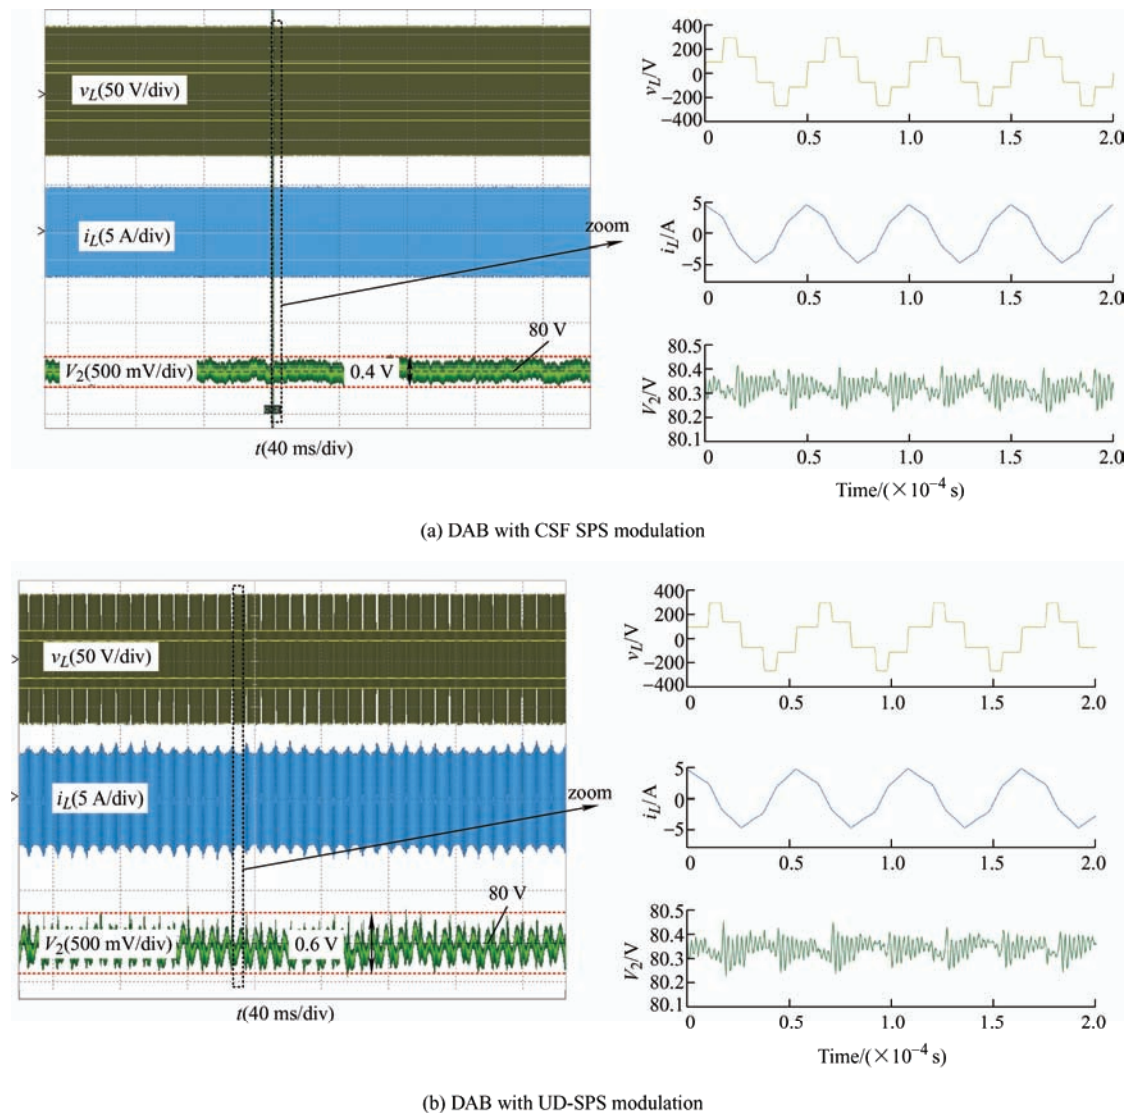 v_L(50 V/div)
i_L(5 A/div)
V_2(500 mV/div)
0.4 V
80 V
zoom
t(40 ms/div)
v_L/V
400
200
0
−200
−400
0 0.5 1.0 1.5 2.0
i_L/A
5
0
−5
0 0.5 1.0 1.5 2.0
V_2/V
80.5
80.4
80.3
80.2
80.1
0 0.5 1.0 1.5 2.0
Time/(×10⁻⁴ s)
(a) DAB with CSF SPS modulation
v_L(50 V/div)
i_L(5 A/div)
V_2(500 mV/div)
0.6 V
80 V
zoom
t(40 ms/div)
v_L/V
400
200
0
−200
−400
0 0.5 1.0 1.5 2.0
i_L/A
5
0
−5
0 0.5 1.0 1.5 2.0
V_2/V
80.5
80.4
80.3
80.2
80.1
0 0.5 1.0 1.5 2.0
Time/(×10⁻⁴ s)
(b) DAB with UD-SPS modulation